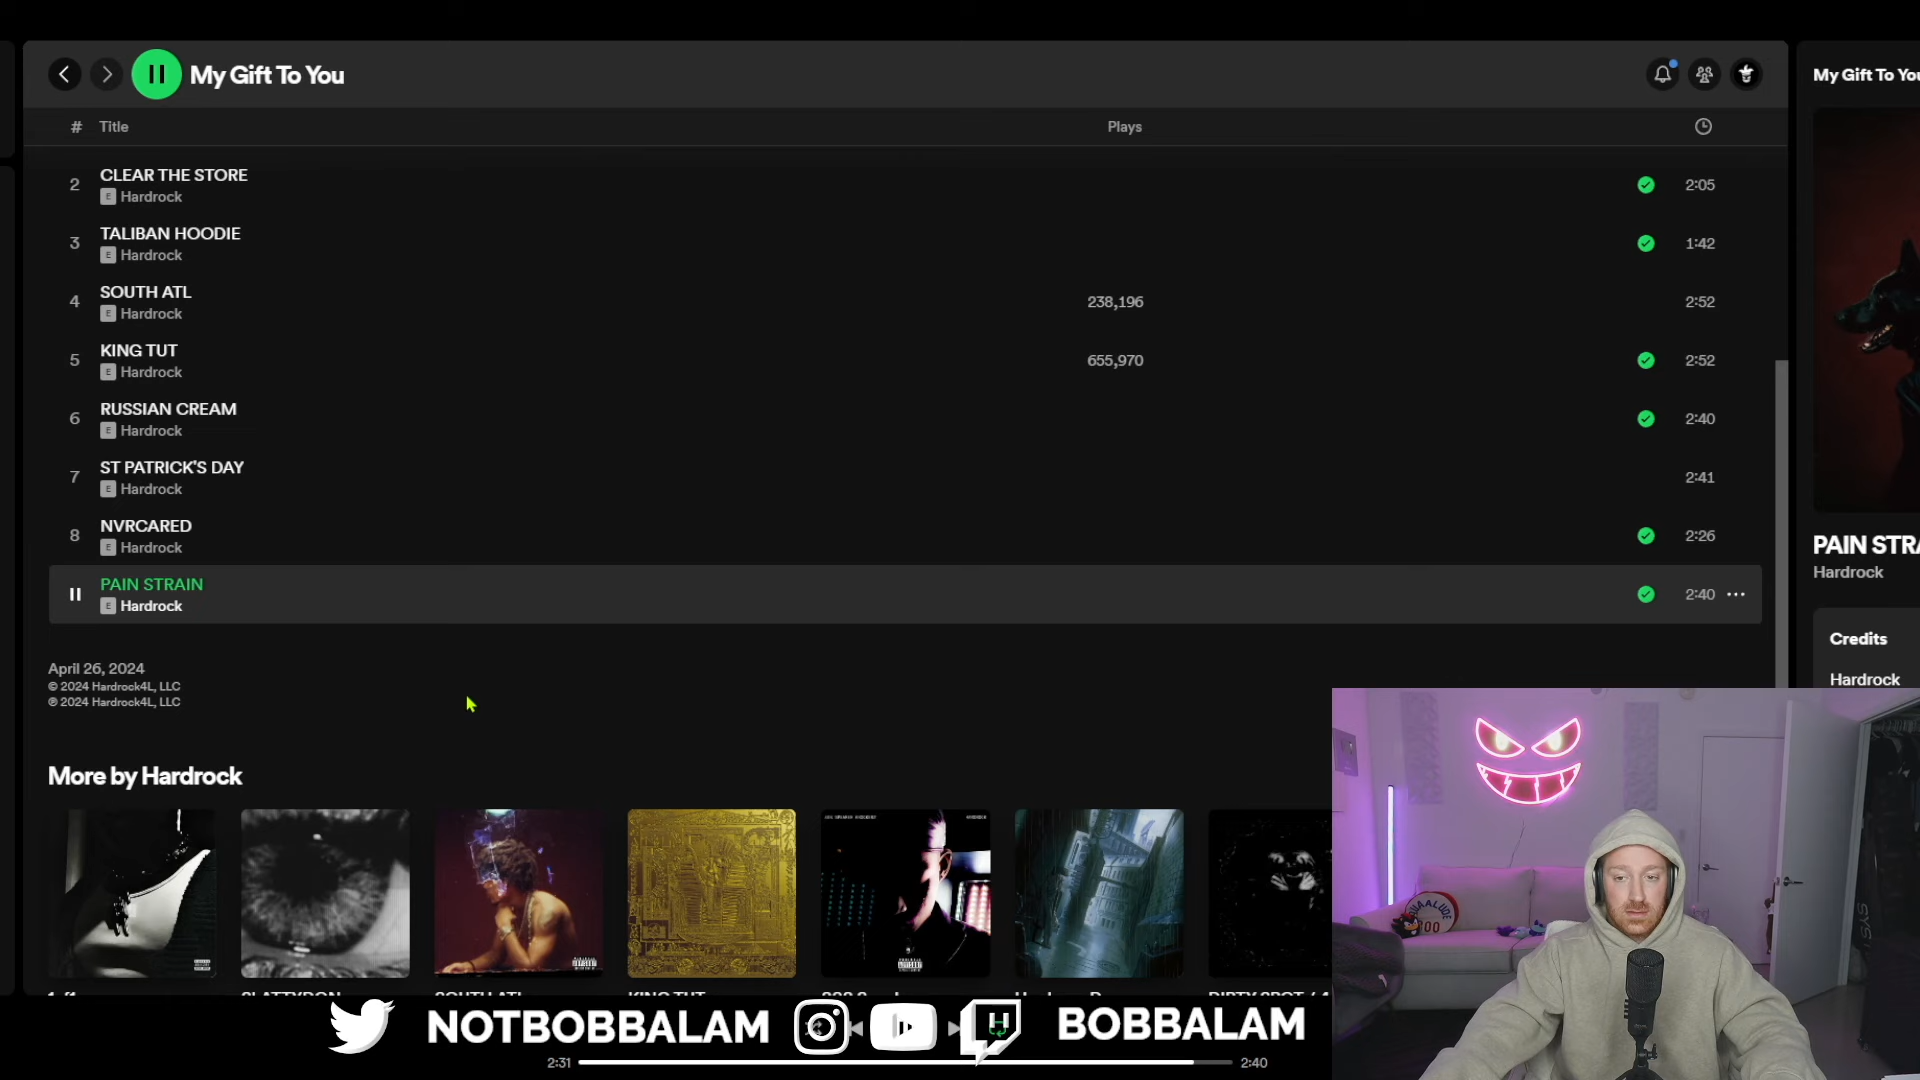 My Gift To You
# Title Plays
2 CLEAR THE STORE 2:05
E Hardrock
3 TALIBAN HOODIE 1:42
E Hardrock
4 SOUTH ATL 238,196 2:52
E Hardrock
5 KING TUT 655,970 2:52
E Hardrock
6 RUSSIAN CREAM 2:40
E Hardrock
7 ST PATRICK'S DAY 2:41
E Hardrock
8 NVRCARED 2:26
E Hardrock
PAIN STRAIN 2:40
E Hardrock
April 26, 2024
© 2024 Hardrock4L, LLC
℗ 2024 Hardrock4L, LLC
More by Hardrock
SOUTH ATL KING TUT
NOTBOBBALAM BOBBALAM
2:31 2:40
My Gift To You
PAIN STRA
Hardrock
Credits
Hardrock